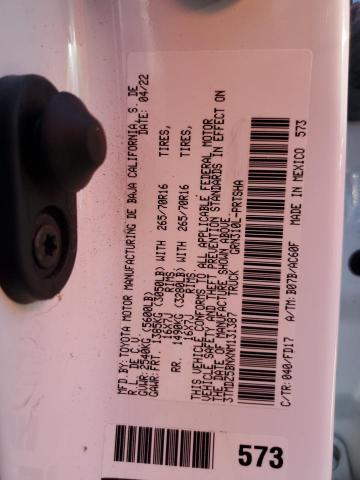 MFD.BY: TOYOTA MOTOR MANUFACTURING DE BAJA CALIFORNIA, S. DE
R. L. DE C.V. DATE: 04/22
GVWR: 2540KG (5600LB)
GAWR: FRT. 1385KG (3050LB) WITH 265/70R16 TIRES,
16X7J RIMS,
RR. 1490KG (3280LB) WITH 265/70R16 TIRES,
16X7J RIMS,
THIS VEHICLE CONFORMS TO ALL APPLICABLE FEDERAL MOTOR
VEHICLE SAFETY AND THEFT PREVENTION STANDARDS IN EFFECT ON
THE DATE OF MANUFACTURE SHOWN ABOVE.
3TMDZ5BNXNM131387 TRUCK GRN310L-PRTSHA
C/TR: 040/FD17 A/TM: B07B/AC60F MADE IN MEXICO 573
573